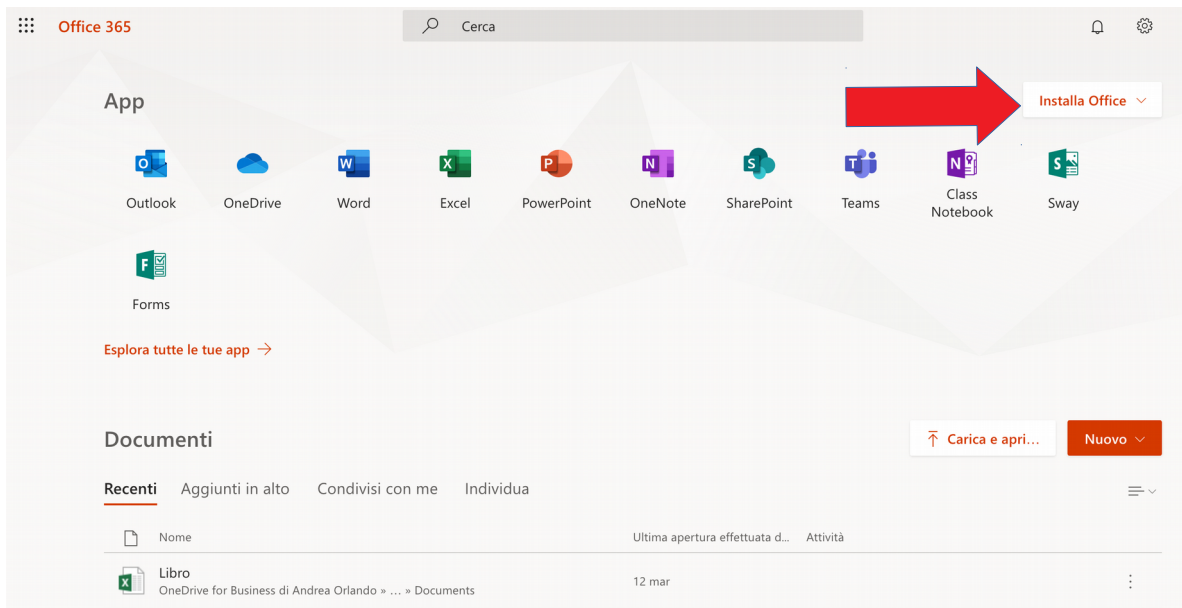 Office 365
Cerca
App
Installa Office
Outlook
OneDrive
Word
Excel
PowerPoint
OneNote
SharePoint
Teams
Class
Notebook
Sway
Forms
Esplora tutte le tue app
Documenti
Carica e apri...
Nuovo
Recenti
Aggiunti in alto
Condivisi con me
Individua
Nome
Ultima apertura effettuata d...
Attività
Libro
OneDrive for Business di Andrea Orlando » ... » Documents
12 mar